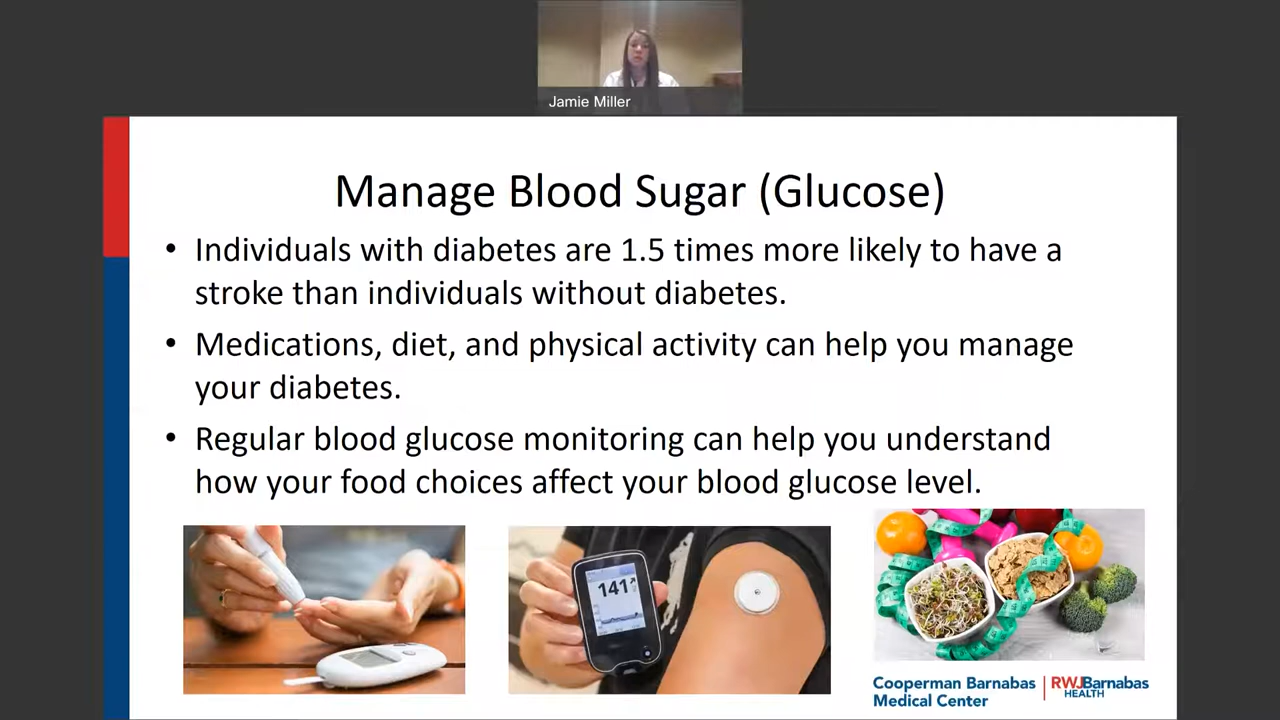 Jamie Miller
Manage Blood Sugar (Glucose)
• Individuals with diabetes are 1.5 times more likely to have a
stroke than individuals without diabetes.
• Medications, diet, and physical activity can help you manage
your diabetes.
• Regular blood glucose monitoring can help you understand
how your food choices affect your blood glucose level.
141
Cooperman Barnabas
Medical Center
RWJBarnabas
HEALTH